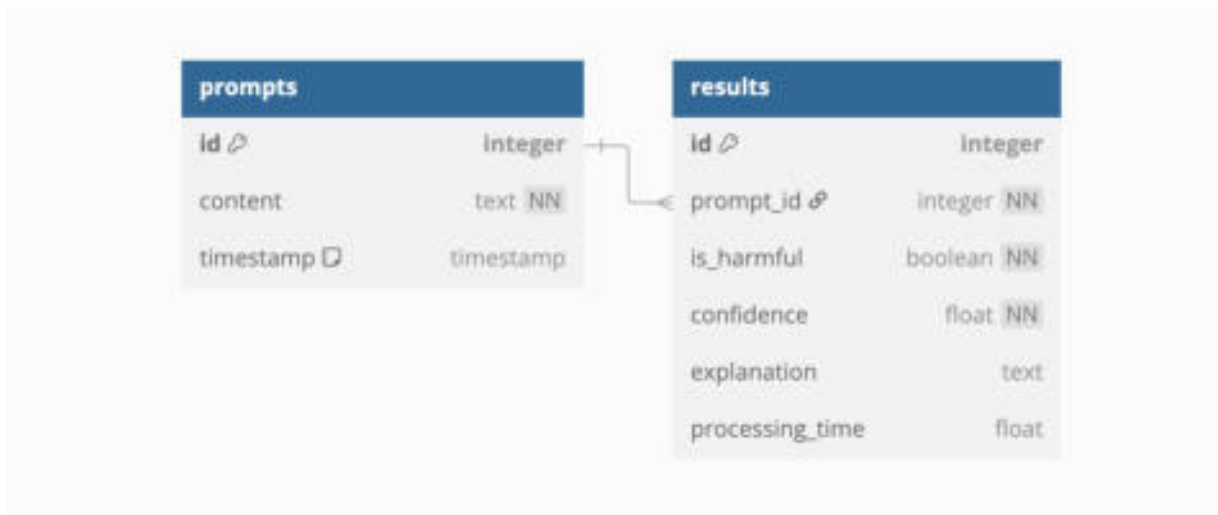 prompts
id integer
content text NN
timestamp timestamp
results
id integer
prompt_id integer NN
is_harmful boolean NN
confidence float NN
explanation text
processing_time float